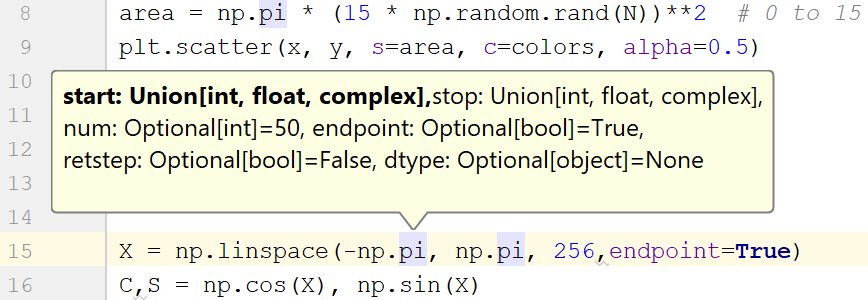 8 area = np.pi * (15 * np.random.rand(N))**2  # 0 to 15
9 plt.scatter(x, y, s=area, c=colors, alpha=0.5)
10
start: Union[int, float, complex],stop: Union[int, float, complex],
11
num: Optional[int]=50, endpoint: Optional[bool]=True,
12
retstep: Optional[bool]=False, dtype: Optional[object]=None
13
14
15 X = np.linspace(-np.pi, np.pi, 256,endpoint=True)
16 C,S = np.cos(X), np.sin(X)